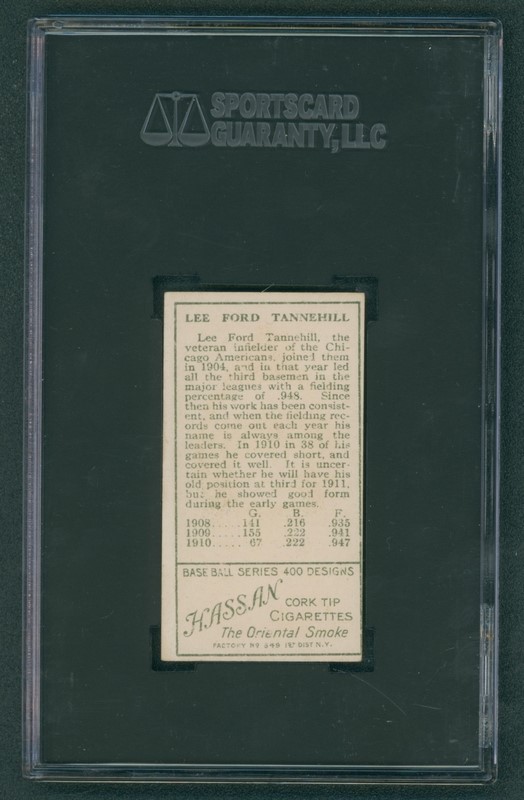 SPORTSCARD
GUARANTY, LLC
LEE FORD TANNEHILL
Lee Ford Tannehill, the
veteran infielder of the Chi-
cago Americans, joined them
in 1904, and in that year led
all the third basemen in the
major leagues with a fielding
percentage of .948. Since
then his work has been consist-
ent, and when the fielding rec-
ords come out each year his
name is always among the
leaders. In 1910 in 38 of his
games he covered short, and
covered it well. It is uncer-
tain whether he will have his
old position at third for 1911,
but he showed good form
during the early games.
G. B. F.
1908.....141 .216 .935
1909.....155 .222 .941
1910..... 67 .222 .947
BASE BALL SERIES 400 DESIGNS
HASSAN
CORK TIP
CIGARETTES
The Oriental Smoke
FACTORY Nº 649 1ST DIST. N.Y.